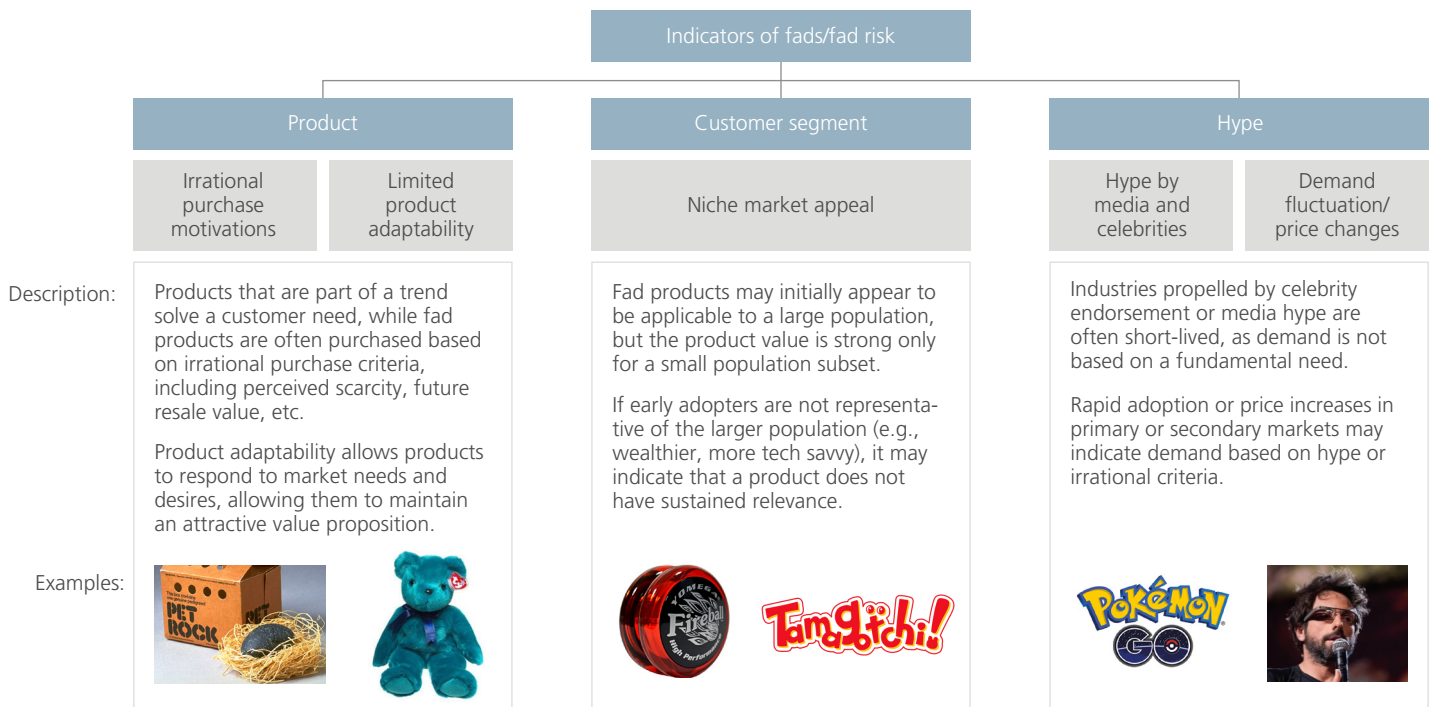 Indicators of fads/fad risk
Product
Customer segment
Hype
Irrational
purchase
motivations
Limited
product
adaptability
Niche market appeal
Hype by
media and
celebrities
Demand
fluctuation/
price changes
Description:
Products that are part of a trend
solve a customer need, while fad
products are often purchased based
on irrational purchase criteria,
including perceived scarcity, future
resale value, etc.
Product adaptability allows products
to respond to market needs and
desires, allowing them to maintain
an attractive value proposition.
Fad products may initially appear to
be applicable to a large population,
but the product value is strong only
for a small population subset.
If early adopters are not representa-
tive of the larger population (e.g.,
wealthier, more tech savvy), it may
indicate that a product does not
have sustained relevance.
Industries propelled by celebrity
endorsement or media hype are
often short-lived, as demand is not
based on a fundamental need.
Rapid adoption or price increases in
primary or secondary markets may
indicate demand based on hype or
irrational criteria.
Examples:
PET
ROCK
PET
ROCK
ty
YOMEGA
Fireball
High Performance
Tamagotchi!
POKÉMON
GO